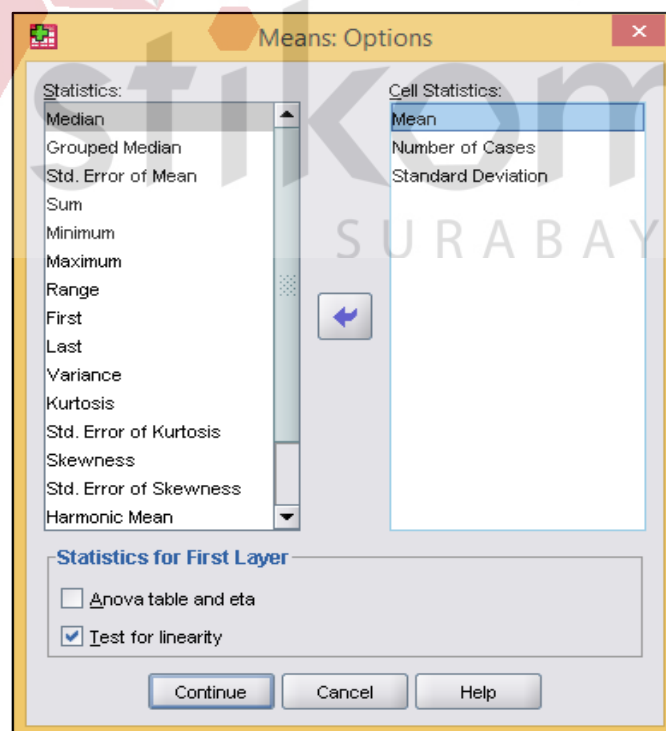 Means: Options
Statistics:
Median
Grouped Median
Std. Error of Mean
Sum
Minimum
Maximum
Range
First
Last
Variance
Kurtosis
Std. Error of Kurtosis
Skewness
Std. Error of Skewness
Harmonic Mean
Cell Statistics:
Mean
Number of Cases
Standard Deviation
Statistics for First Layer
Anova table and eta
Test for linearity
Continue
Cancel
Help
stikom
SURABAY